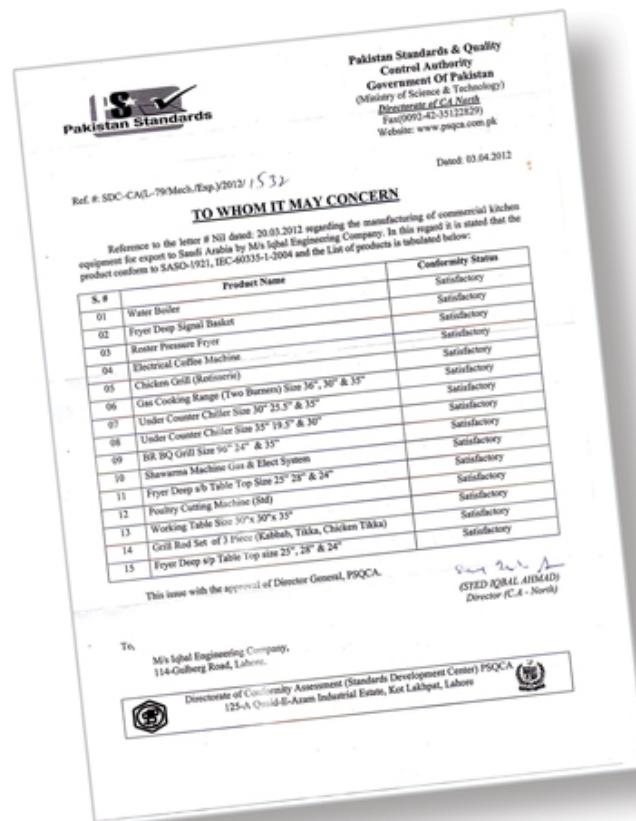 PS
Pakistan Standards
Pakistan Standards & Quality
Control Authority
Government Of Pakistan
(Ministry of Science & Technology)
Directorate of CA North
Fax(0092-42-35122829)
Website: www.psqca.com.pk
Ref. #: SDC-CA(L-79/Mech./Exp.)/2012/ 1532
Dated: 03.04.2012
TO WHOM IT MAY CONCERN
Reference to the letter # Nil dated: 20.03.2012 regarding the manufacturing of commercial kitchen
equipment for export to Saudi Arabia by M/s Iqbal Engineering Company. In this regard it is stated that the
product conform to SASO-1921, IEC-60335-1-2004 and the List of products is tabulated below:
S. # Product Name Conformity Status
01 Water Boiler Satisfactory
02 Fryer Deep Signal Basket Satisfactory
03 Roster Pressure Fryer Satisfactory
04 Electrical Coffee Machine Satisfactory
05 Chicken Grill (Rotisserie) Satisfactory
06 Gas Cooking Range (Two Burners) Size 36", 30" & 35" Satisfactory
07 Under Counter Chiller Size 30" 25.5" & 35" Satisfactory
08 Under Counter Chiller Size 35" 19.5" & 30" Satisfactory
09 BR BQ Grill Size 96" 24" & 35" Satisfactory
10 Shawarma Machine Gas & Elect System Satisfactory
11 Fryer Deep s/b Table Top Size 25" 28" & 24" Satisfactory
12 Poultry Cutting Machine (Std) Satisfactory
13 Working Table Size 30"x 30"x 35" Satisfactory
14 Grill Rod Set of 3 Piece (Kabbab, Tikka, Chicken Tikka) Satisfactory
15 Fryer Deep s/p Table Top size 25", 28" & 24" Satisfactory
This issue with the approval of Director General, PSQCA.
(SYED IQBAL AHMAD)
Director (C.A - North)
To,
M/s Iqbal Engineering Company,
114-Gulberg Road, Lahore.
Directorate of Conformity Assessment (Standards Development Center) PSQCA
125-A Quaid-E-Azam Industrial Estate, Kot Lakhpat, Lahore